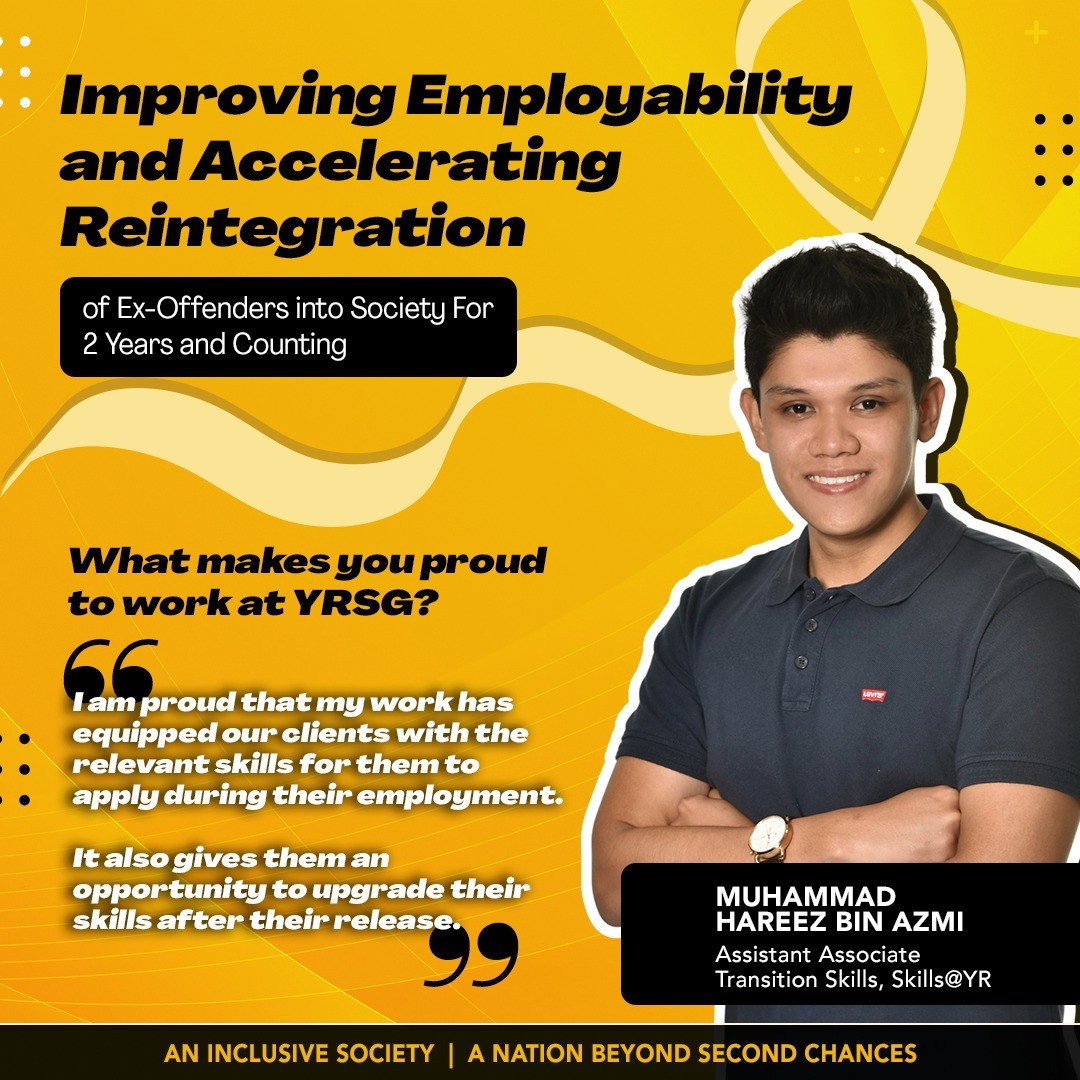 Improving Employability
and Accelerating
Reintegration
of Ex-Offenders into Society For
2 Years and Counting
What makes you proud
to work at YRSG?
“
I am proud that my work has
equipped our clients with the
relevant skills for them to
apply during their employment.
It also gives them an
opportunity to upgrade their
skills after their release.
”
Levi's
MUHAMMAD
HAREEZ BIN AZMI
Assistant Associate
Transition Skills, Skills@YR
AN INCLUSIVE SOCIETY | A NATION BEYOND SECOND CHANCES